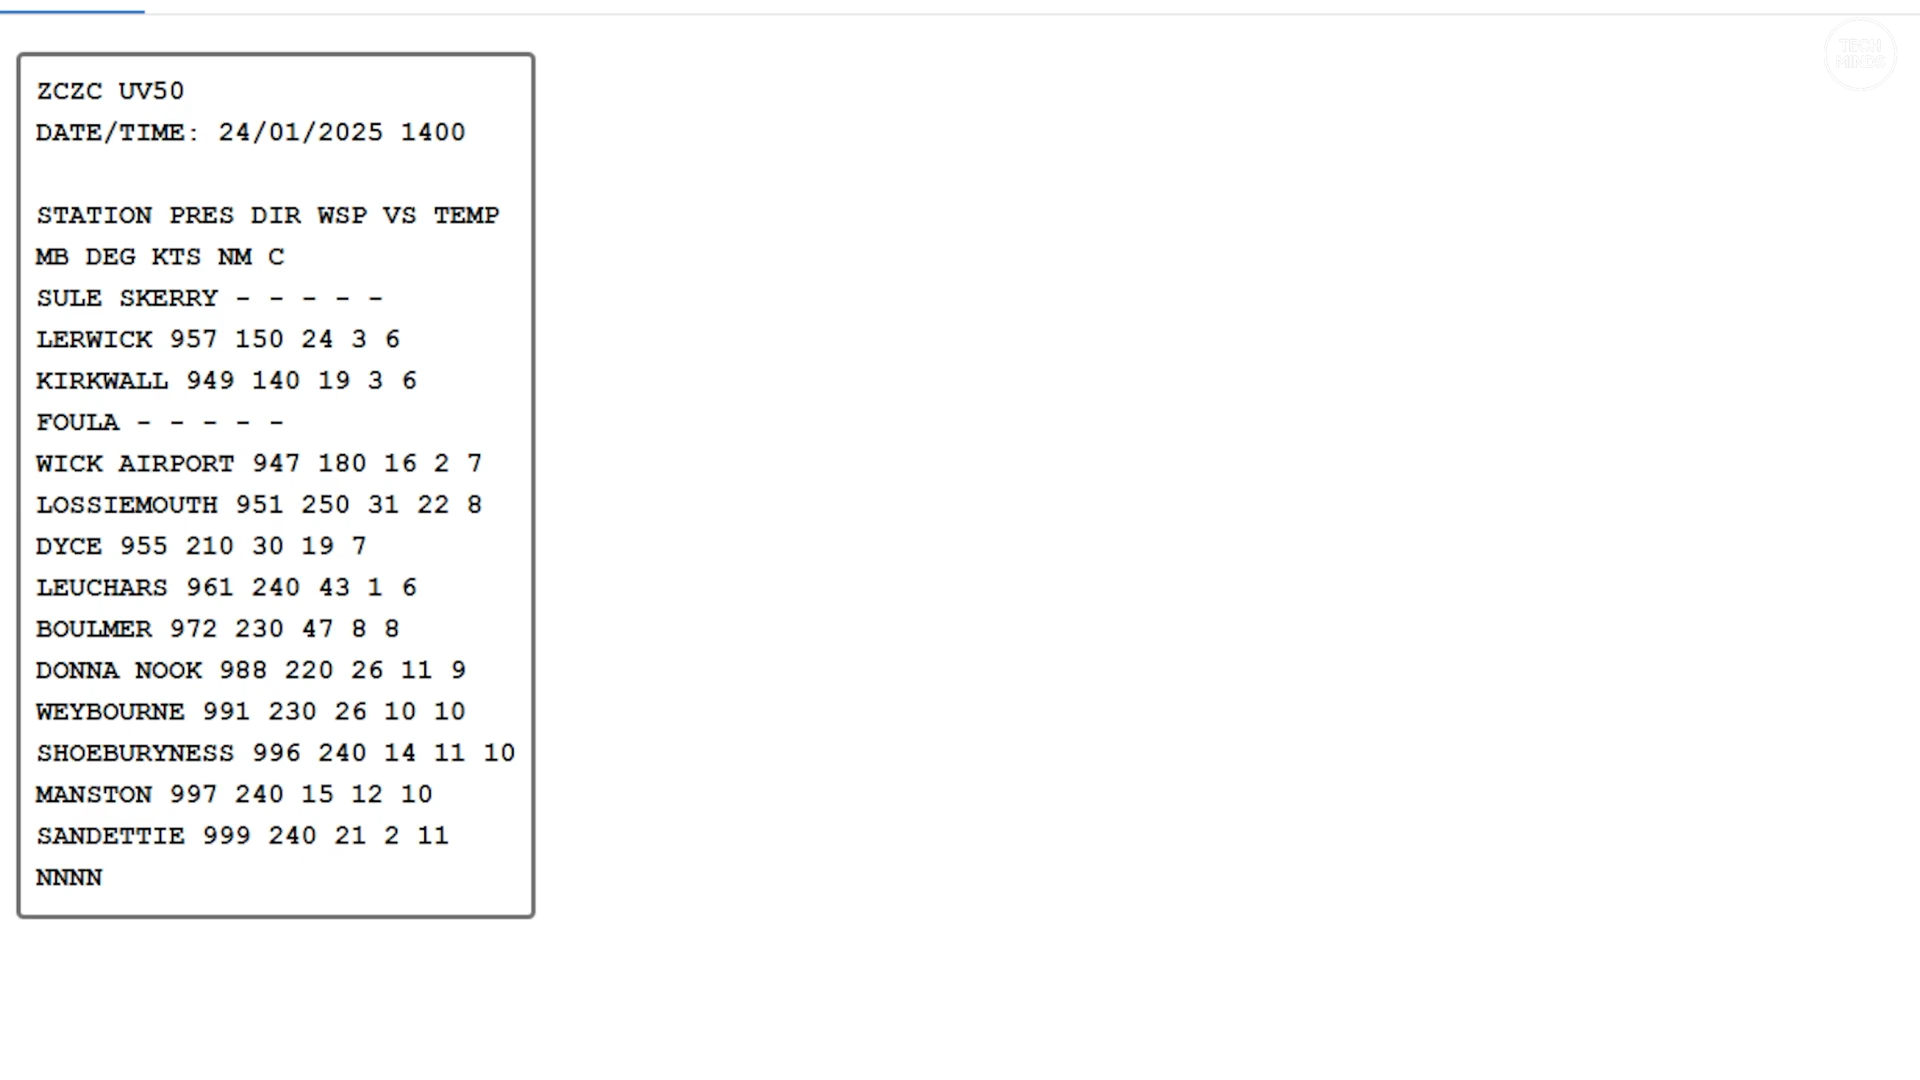 ZCZC UV50
DATE/TIME: 24/01/2025 1400
STATION PRES DIR WSP VS TEMP
MB DEG KTS NM C
SULE SKERRY - - - - -
LERWICK 957 150 24 3 6
KIRKWALL 949 140 19 3 6
FOULA - - - - -
WICK AIRPORT 947 180 16 2 7
LOSSIEMOUTH 951 250 31 22 8
DYCE 955 210 30 19 7
LEUCHARS 961 240 43 1 6
BOULMER 972 230 47 8 8
DONNA NOOK 988 220 26 11 9
WEYBOURNE 991 230 26 10 10
SHOEBURYNESS 996 240 14 11 10
MANSTON 997 240 15 12 10
SANDETTIE 999 240 21 2 11
NNNN
TECH
MINDS